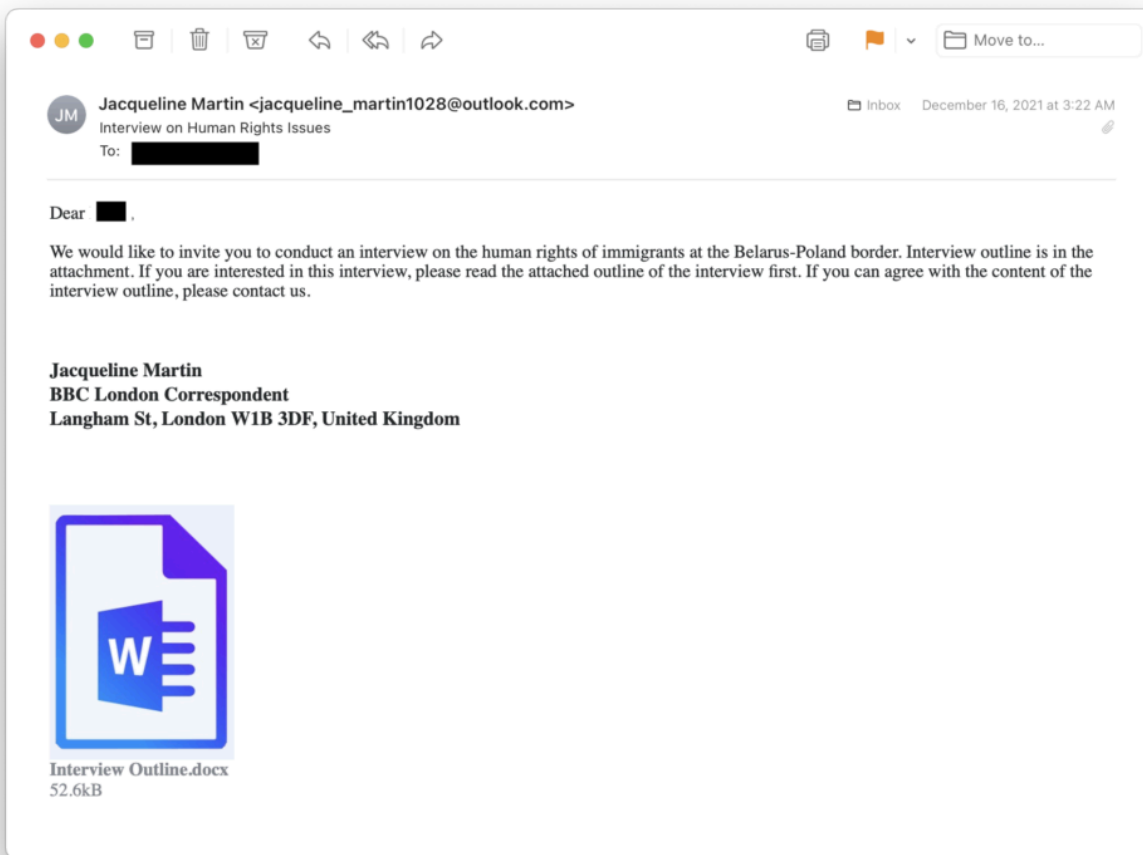 Move to...
Jacqueline Martin <jacqueline_martin1028@outlook.com>
Inbox December 16, 2021 at 3:22 AM
JM
Interview on Human Rights Issues
To:
Dear .
We would like to invite you to conduct an interview on the human rights of immigrants at the Belarus-Poland border. Interview outline is in the
attachment. If you are interested in this interview, please read the attached outline of the interview first. If you can agree with the content of the
interview outline, please contact us.
Jacqueline Martin
BBC London Correspondent
Langham St, London W1B 3DF, United Kingdom
W
Interview Outline.docx
52.6kB